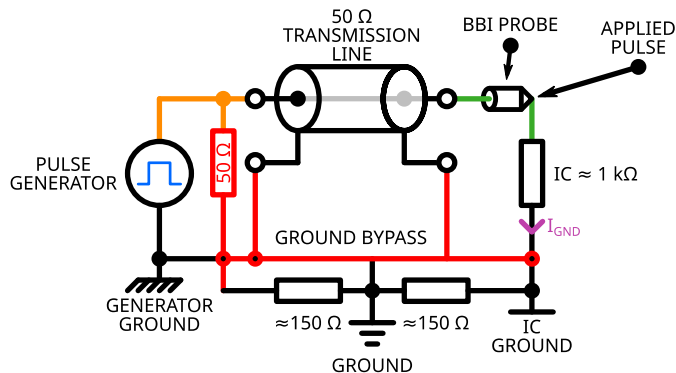 50 Ω
TRANSMISSION
LINE
BBI PROBE
APPLIED
PULSE
PULSE
GENERATOR
50 Ω
IC ≈ 1 kΩ
IGND
GROUND BYPASS
GENERATOR
GROUND
≈150 Ω
≈150 Ω
IC
GROUND
GROUND